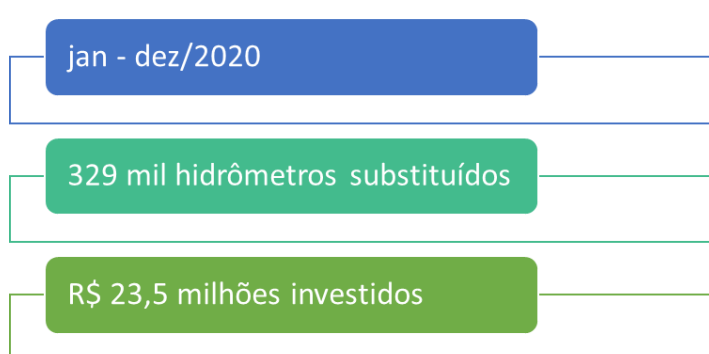 jan - dez/2020
329 mil hidrômetros substituídos
R$ 23,5 milhões investidos